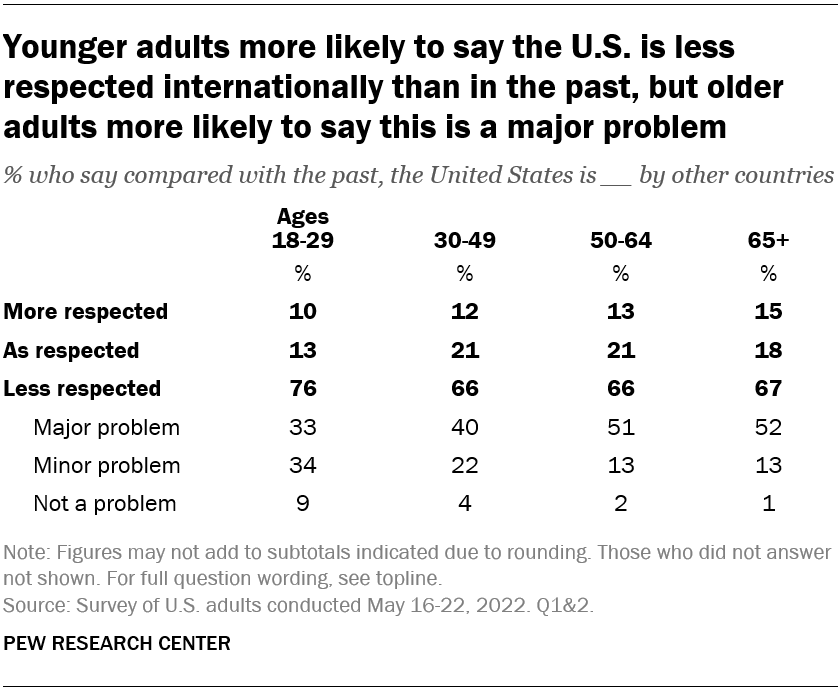 Younger adults more likely to say the U.S. is less
respected internationally than in the past, but older
adults more likely to say this is a major problem
% who say compared with the past, the United States is __ by other countries
Ages
18-29 30-49 50-64 65+
% % % %
More respected 10 12 13 15
As respected 13 21 21 18
Less respected 76 66 66 67
Major problem 33 40 51 52
Minor problem 34 22 13 13
Not a problem 9 4 2 1
Note: Figures may not add to subtotals indicated due to rounding. Those who did not answer
not shown. For full question wording, see topline.
Source: Survey of U.S. adults conducted May 16-22, 2022. Q1&2.
PEW RESEARCH CENTER